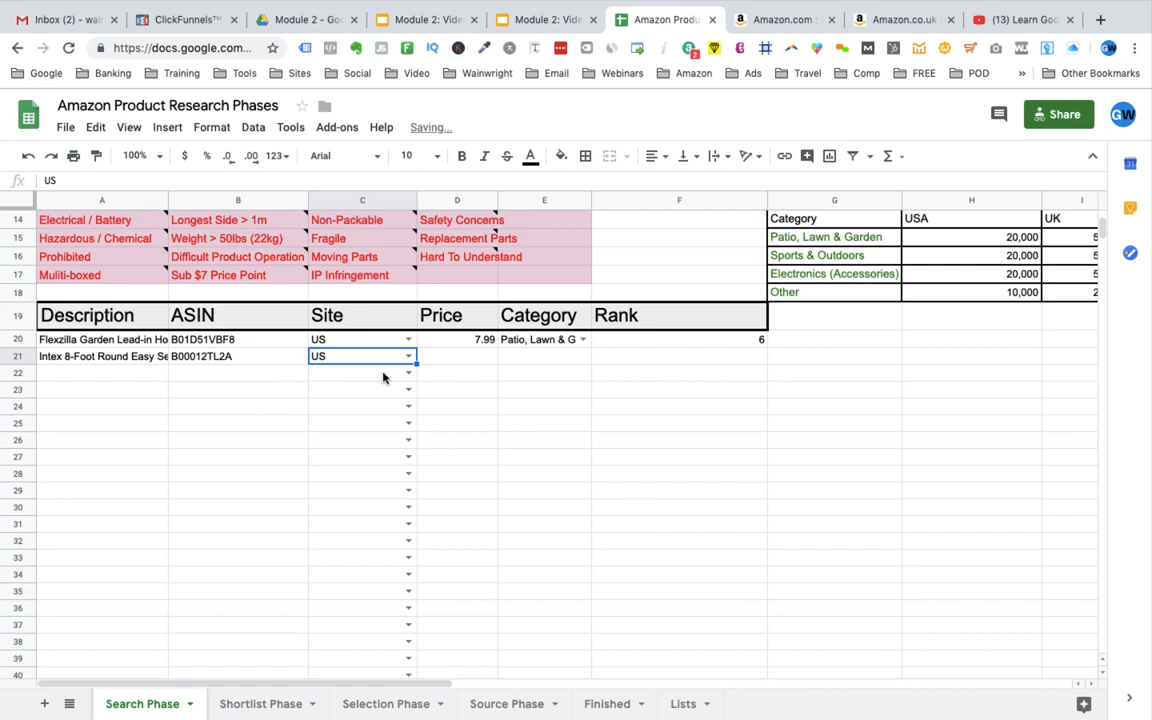 Inbox (2) - wain
ClickFunnels™
Module 2 - Goo
Module 2: Vide
Module 2: Vide
Amazon Produ
Amazon.com :
Amazon.co.uk
(13) Learn Goo
https://docs.google.com...
Google Banking Training Tools Sites Social Video Wainwright Email Webinars Amazon Ads Travel Comp FREE POD » Other Bookmarks
Amazon Product Research Phases
File Edit View Insert Format Data Tools Add-ons Help Saving...
Share
GW
100% $ % .0 .00 123 Arial 10 B I S A
fx US
A B C D E F G H I
14 Electrical / Battery Longest Side > 1m Non-Packable Safety Concerns Category USA UK
15 Hazardous / Chemical Weight > 50lbs (22kg) Fragile Replacement Parts Patio, Lawn & Garden 20,000 5
16 Prohibited Difficult Product Operation Moving Parts Hard To Understand Sports & Outdoors 20,000 5
17 Muliti-boxed Sub $7 Price Point IP Infringement Electronics (Accessories) 20,000 5
18 Other 10,000 2
19 Description ASIN Site Price Category Rank
20 Flexzilla Garden Lead-in Ho B01D51VBF8 US 7.99 Patio, Lawn & G 6
21 Intex 8-Foot Round Easy Se B00012TL2A US
22
23
24
25
26
27
28
29
30
31
32
33
34
35
36
37
38
39
40
Search Phase Shortlist Phase Selection Phase Source Phase Finished Lists